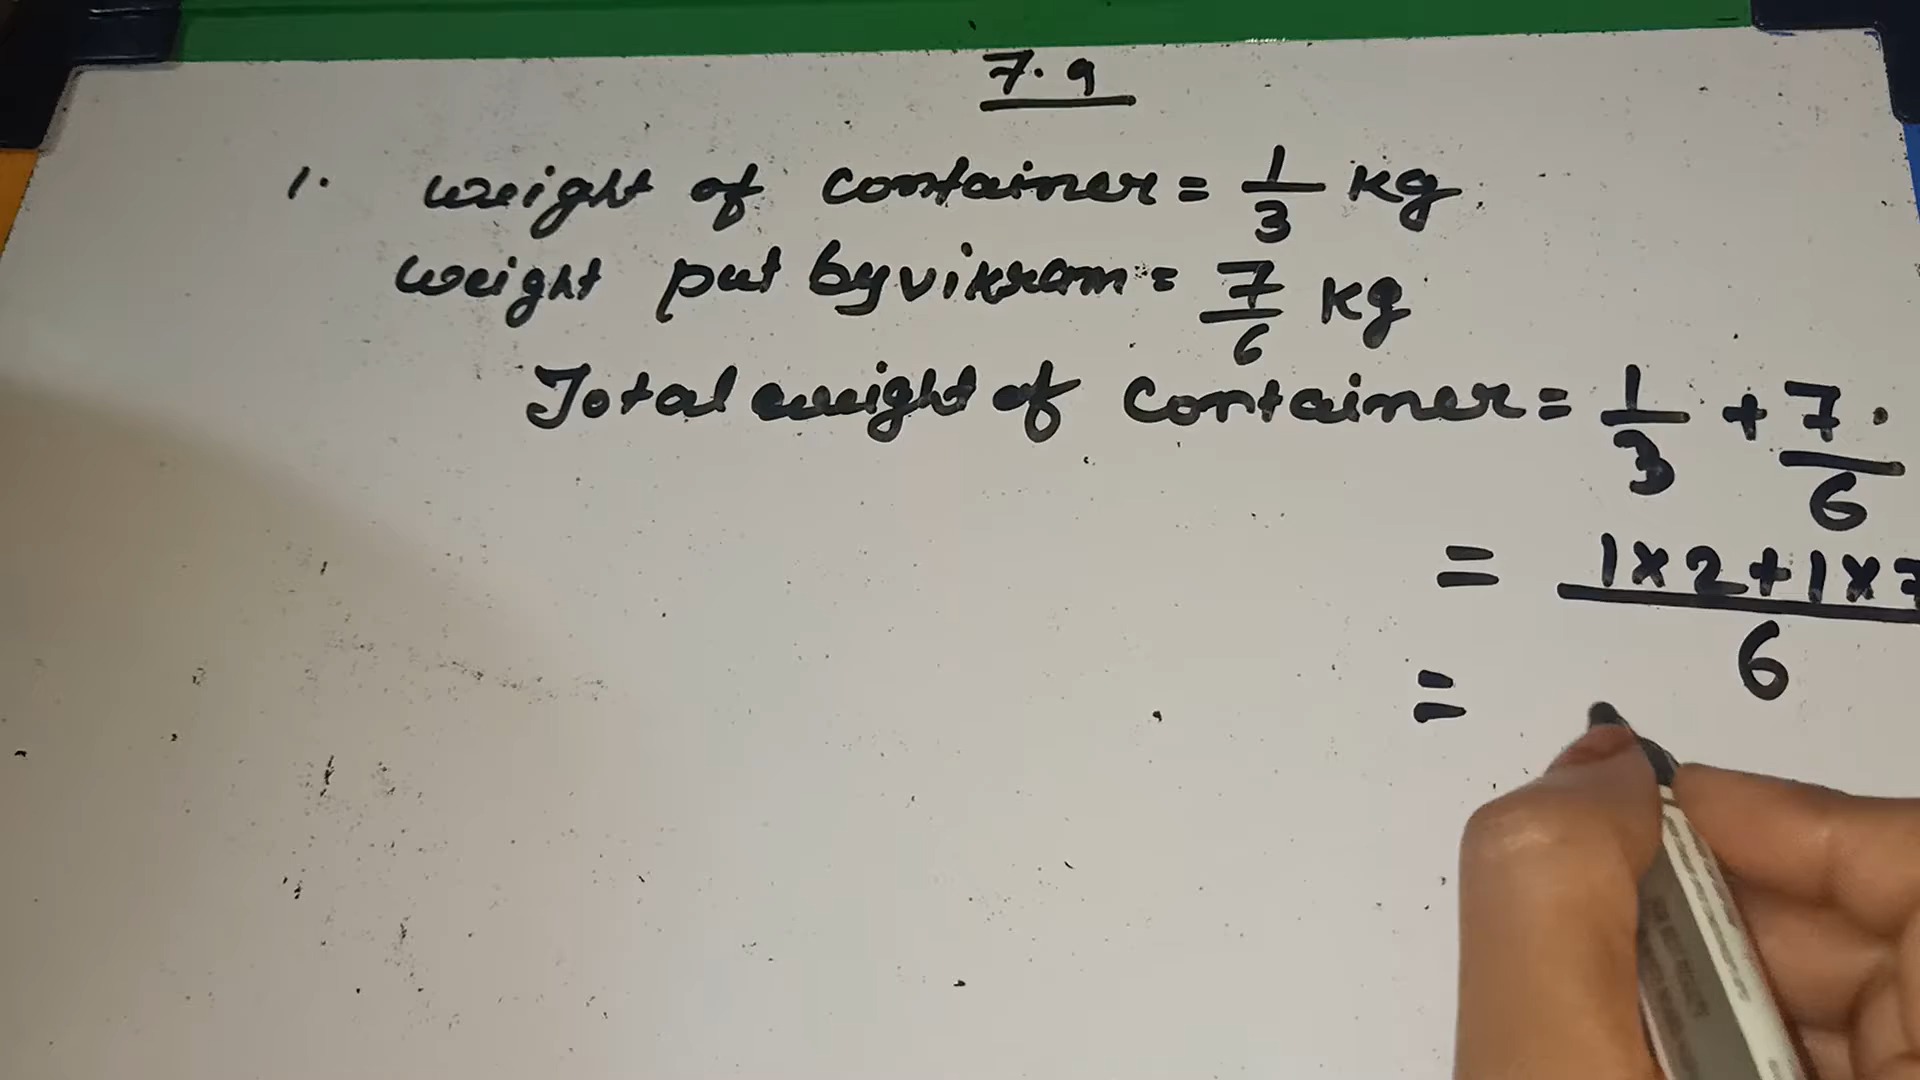 7.9
1. weight of container = 1/3 kg
weight put by vikram = 7/6 kg
Total weight of container = 1/3 + 7/6
= 1×2+1×7/6
=